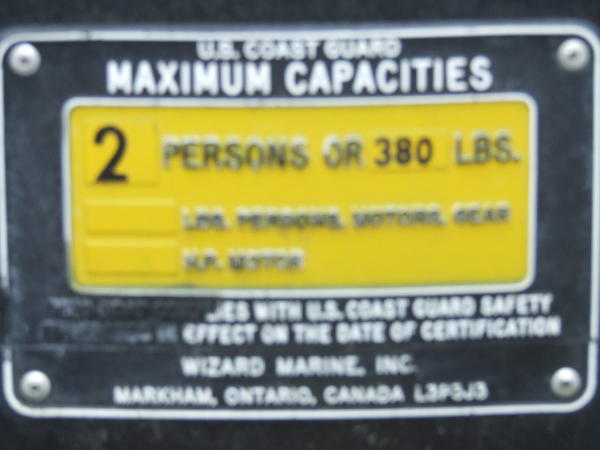 U.S. COAST GUARD
MAXIMUM CAPACITIES
2 PERSONS OR 380 LBS.
LBS. PERSONS, MOTORS, GEAR
H.P. MOTOR
WITH U.S. COAST GUARD SAFETY
EFFECT ON THE DATE OF CERTIFICATION
WIZARD MARINE, INC.
MARKHAM, ONTARIO, CANADA L3P3J3